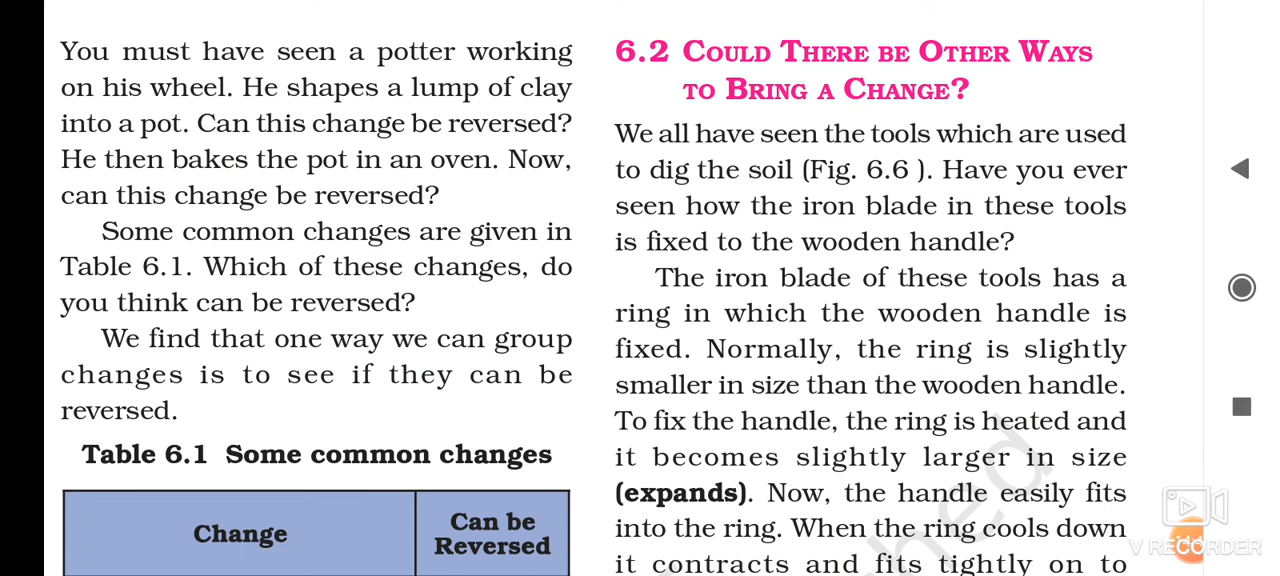 You must have seen a potter working
on his wheel. He shapes a lump of clay
into a pot. Can this change be reversed?
He then bakes the pot in an oven. Now,
can this change be reversed?
Some common changes are given in
Table 6.1. Which of these changes, do
you think can be reversed?
We find that one way we can group
changes is to see if they can be
reversed.
Table 6.1 Some common changes
Change
Can be
Reversed
6.2 COULD THERE BE OTHER WAYS
TO BRING A CHANGE?
We all have seen the tools which are used
to dig the soil (Fig. 6.6 ). Have you ever
seen how the iron blade in these tools
is fixed to the wooden handle?
The iron blade of these tools has a
ring in which the wooden handle is
fixed. Normally, the ring is slightly
smaller in size than the wooden handle.
To fix the handle, the ring is heated and
it becomes slightly larger in size
(expands). Now, the handle easily fits
into the ring. When the ring cools down
it contracts and fits tightly on to
V RECORDER